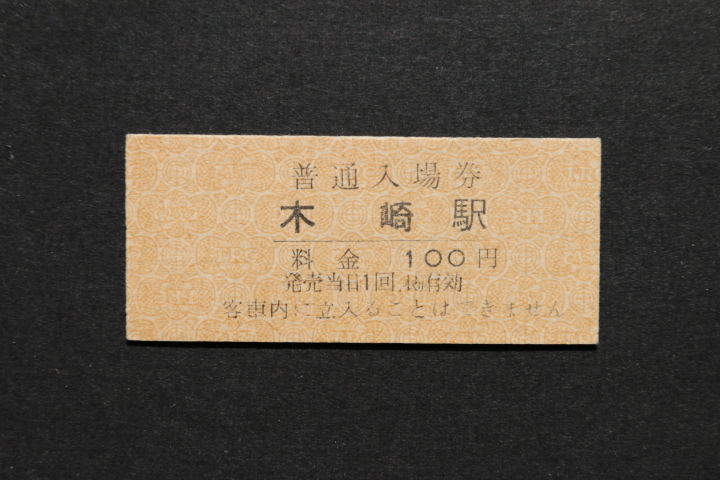 普通入場券
木崎駅
料金 100円
発売当日1回限り有効
客車内に立入ることはできません